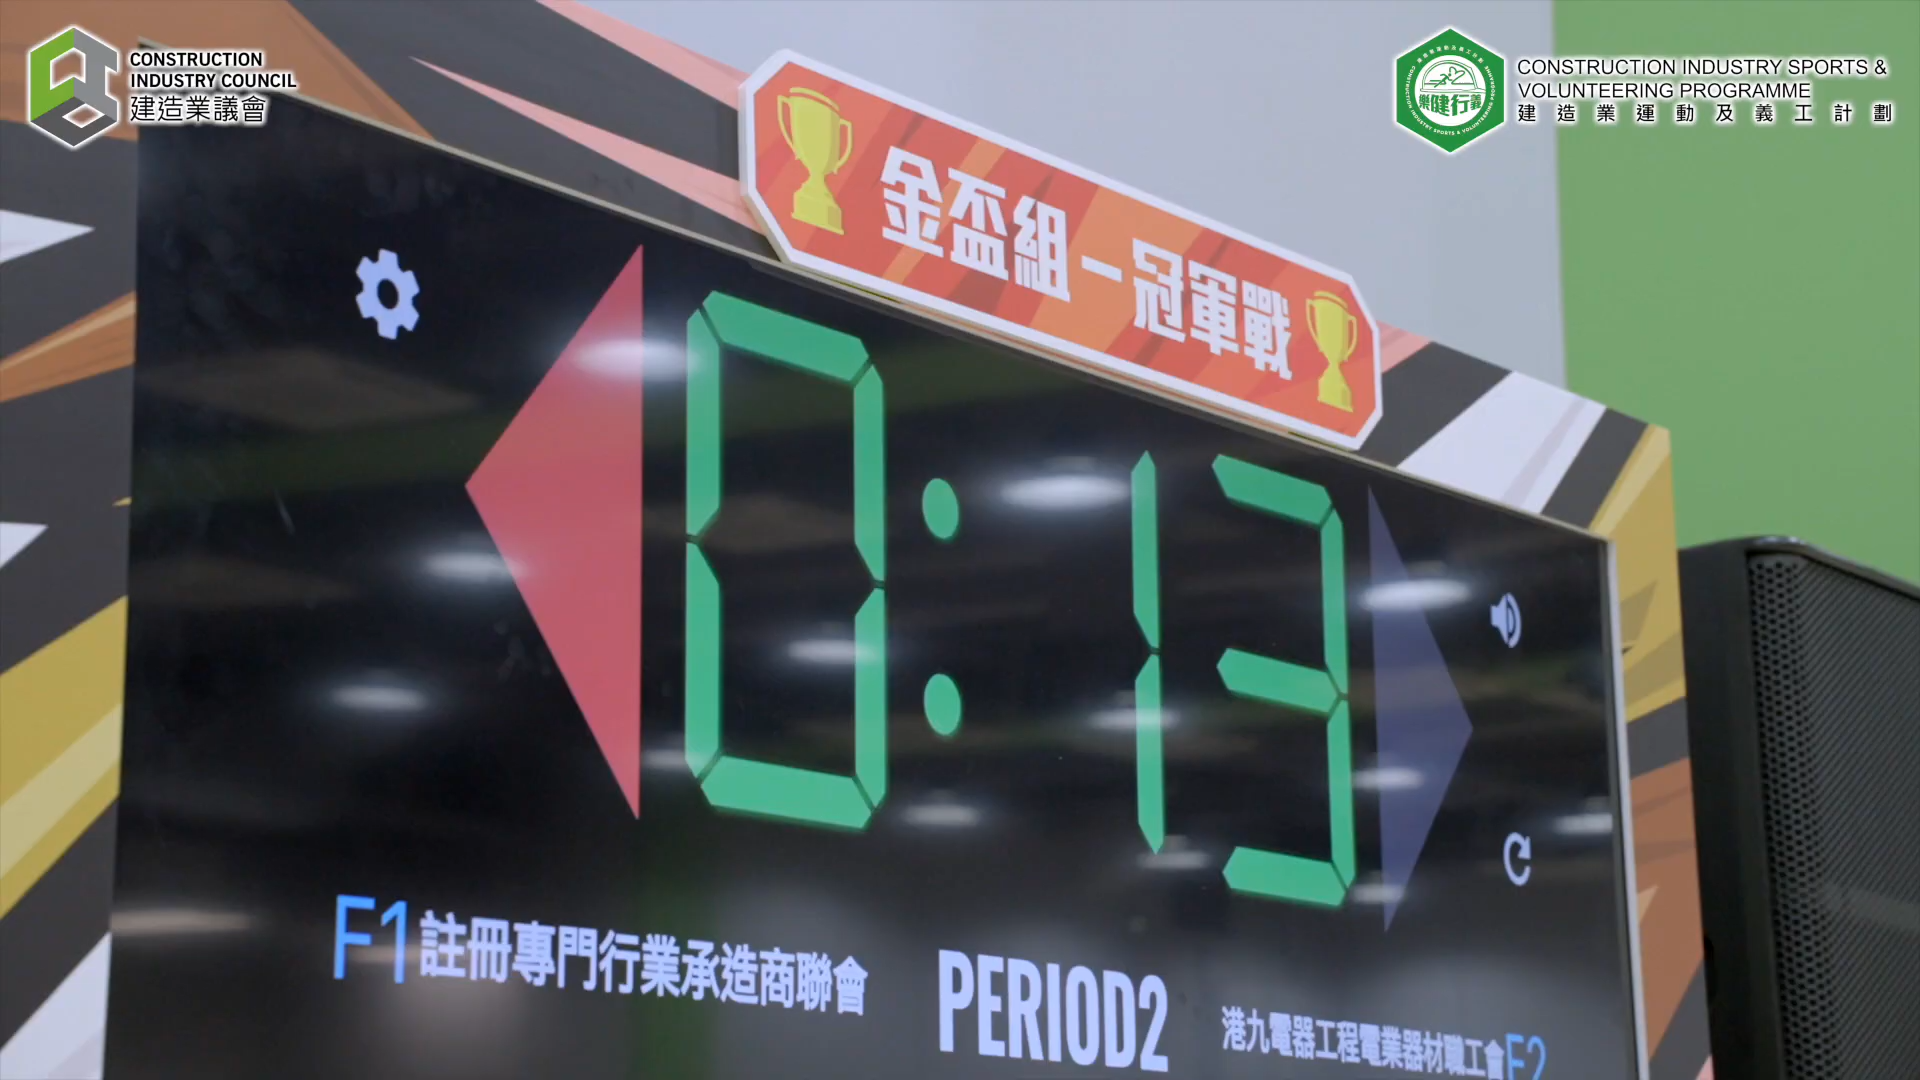 CONSTRUCTION
INDUSTRY COUNCIL
建造業議會
CONSTRUCTION INDUSTRY SPORTS &
VOLUNTEERING PROGRAMME
建造業運動及義工計劃
樂健行義
金盃組－冠軍戰
0:13
F1 註冊專門行業承造商聯會
PERIOD2
港九電器工程電業器材職工會 F2